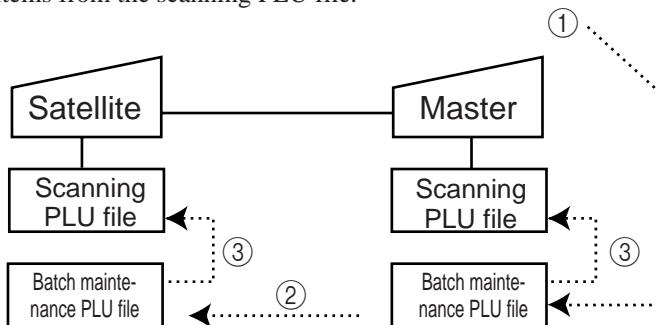 items from the scanning PLU file.
①
Satellite
Master
Scanning
PLU file
Scanning
PLU file
③
③
Batch mainte-
nance PLU file
②
Batch mainte-
nance PLU file